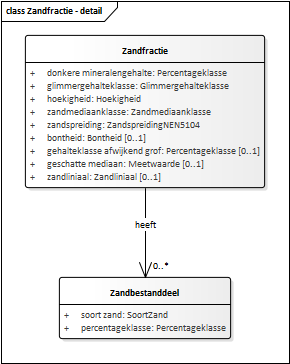 class Zandfractie - detail
Zandfractie
+ donkere mineralengehalte: Percentageklasse
+ glimmergehalteklasse: Glimmergehalteklasse
+ hoekigheid: Hoekigheid
+ zandmediaanklasse: Zandmediaanklasse
+ zandspreiding: ZandspreidingNEN5104
+ bontheid: Bontheid [0..1]
+ gehalteklasse afwijkend grof: Percentageklasse [0..1]
+ geschatte mediaan: Meetwaarde [0..1]
+ zandliniaal: Zandliniaal [0..1]
heeft
0..*
Zandbestanddeel
+ soort zand: SoortZand
+ percentageklasse: Percentageklasse